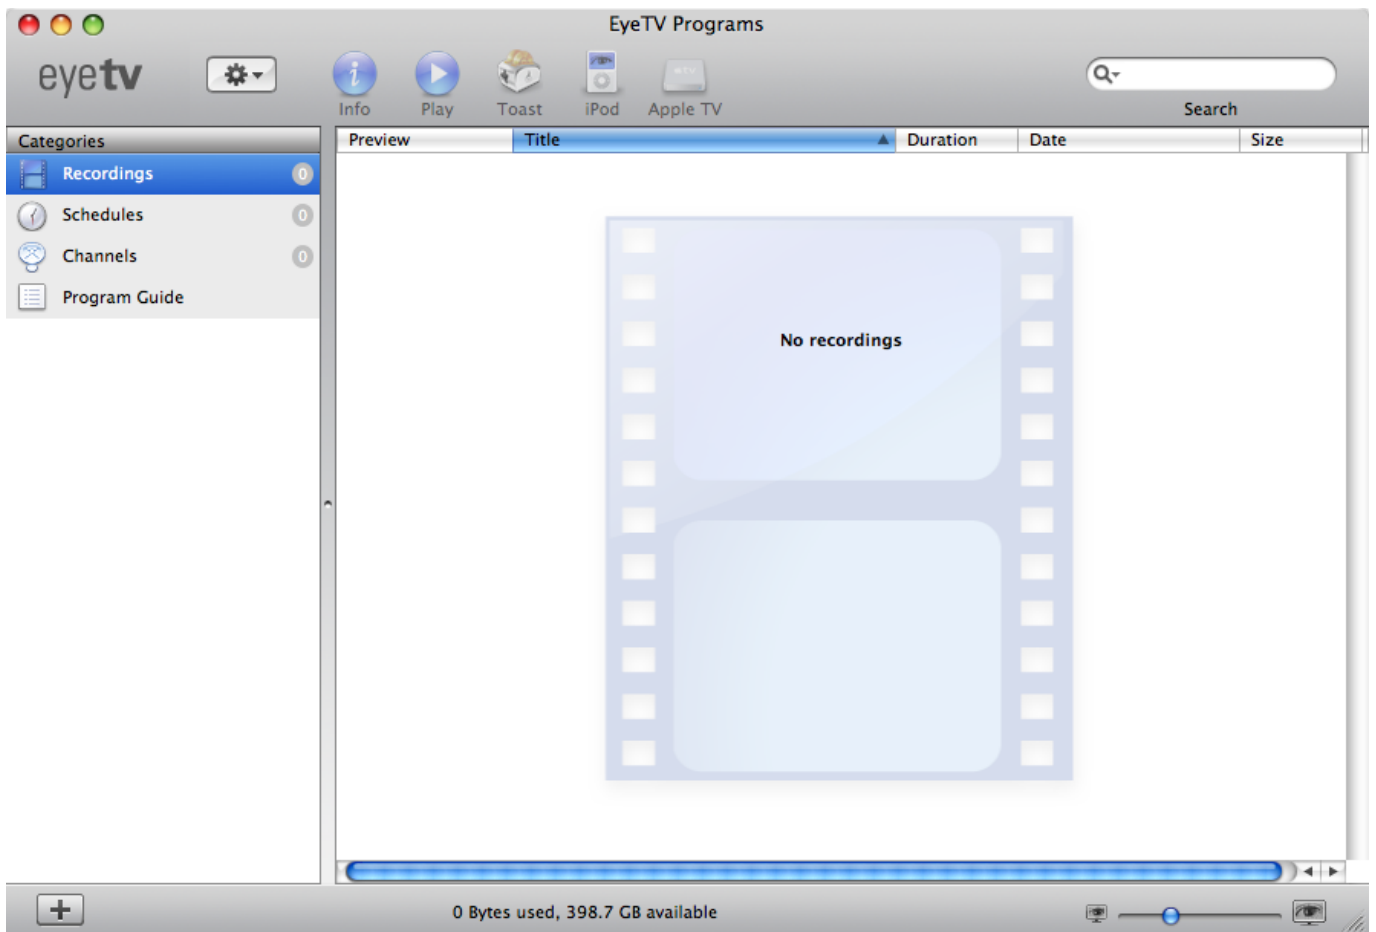 EyeTV Programs
eyetv
Info Play Toast iPod Apple TV
Search
Categories
Preview Title Duration Date Size
Recordings 0
Schedules 0
Channels 0
Program Guide
No recordings
0 Bytes used, 398.7 GB available